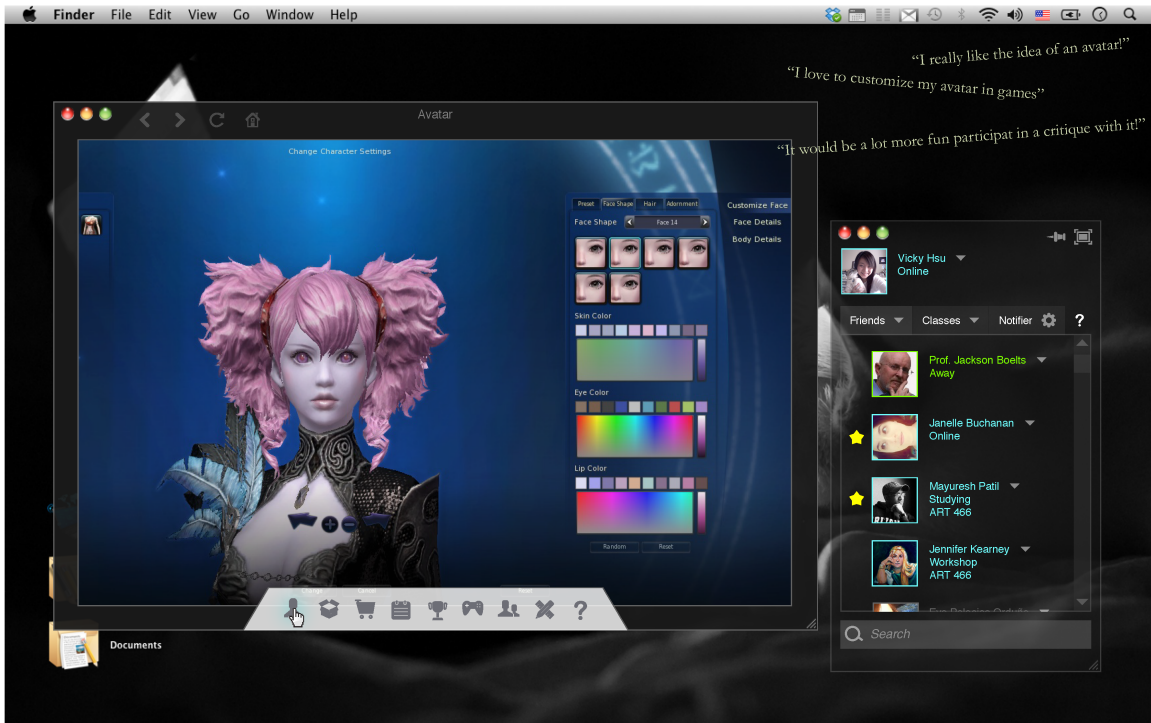 Finder File Edit View Go Window Help
“I really like the idea of an avatar!”
“I love to customize my avatar in games”
“It would be a lot more fun participat in a critique with it!”
Avatar
Change Character Settings
Preset Face Shape Hair Adornment
Customize Face
Face Shape Face 14
Face Details
Body Details
Skin Color
Eye Color
Lip Color
Random Reset
Change Cancel Reset
?
Documents
Vicky Hsu
Online
Friends Classes Notifier ?
Prof. Jackson Boelts
Away
Janelle Buchanan
Online
Mayuresh Patil
Studying
ART 466
Jennifer Kearney
Workshop
ART 466
Search